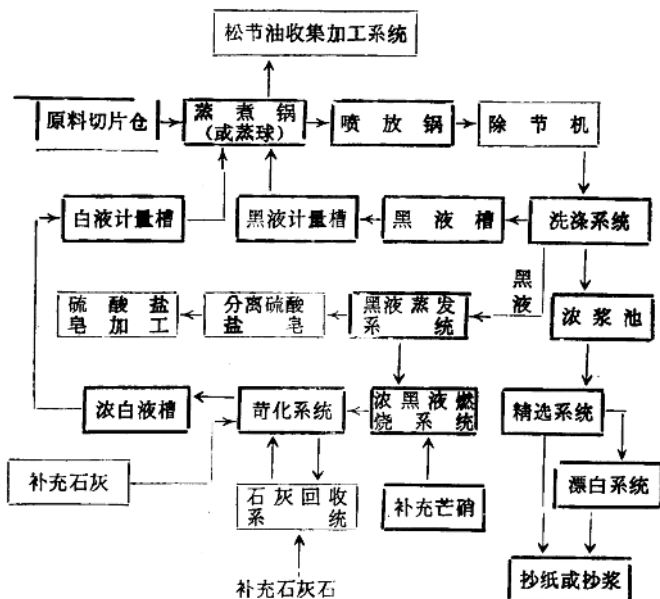 松节油收集加工系统
原料切片仓
蒸煮锅
(或蒸球)
喷放锅
除节机
白液计量槽
黑液计量槽
黑液槽
洗涤系统
黑液
硫酸盐
皂加工
分离硫酸
盐皂
黑液蒸发
系统
浓浆池
浓白液槽
苛化系统
浓黑液燃
烧系统
精选系统
补充石灰
石灰回收
系统
补充芒硝
漂白系统
补充石灰石
抄纸或抄浆